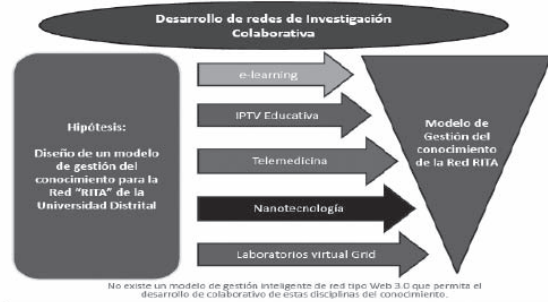 Desarrollo de redes de Investigación
Colaborativa
Hipótesis:
Diseño de un modelo
de gestión del
conocimiento para la
Red "RITA" de la
Universidad Distrital
e-learning
IPTV Educativa
Telemedicina
Nanotecnología
Laboratorios virtual Grid
Modelo de
Gestión del
conocimiento
de la Red RITA
No existe un modelo de gestión inteligente de red tipo Web 3.0 que permita el
desarrollo de colaborativo de estas disciplinas del conocimiento.